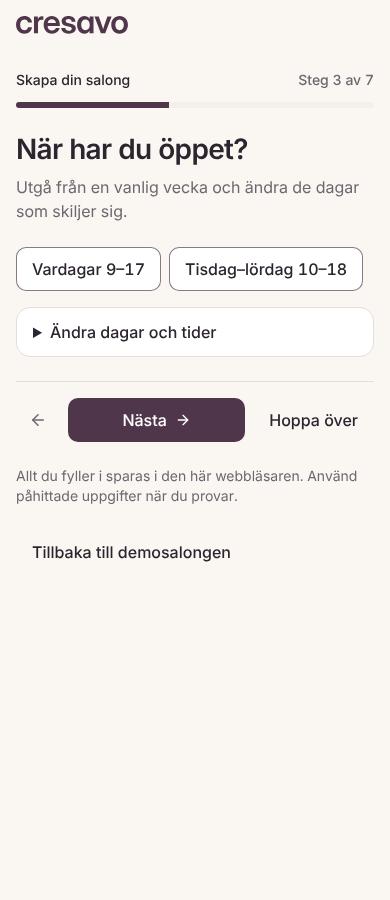 cresavo
Skapa din salong
Steg 3 av 7
När har du öppet?
Utgå från en vanlig vecka och ändra de dagar
som skiljer sig.
Vardagar 9–17
Tisdag–lördag 10–18
Ändra dagar och tider
Nästa
Hoppa över
Allt du fyller i sparas i den här webbläsaren. Använd
påhittade uppgifter när du provar.
Tillbaka till demosalongen